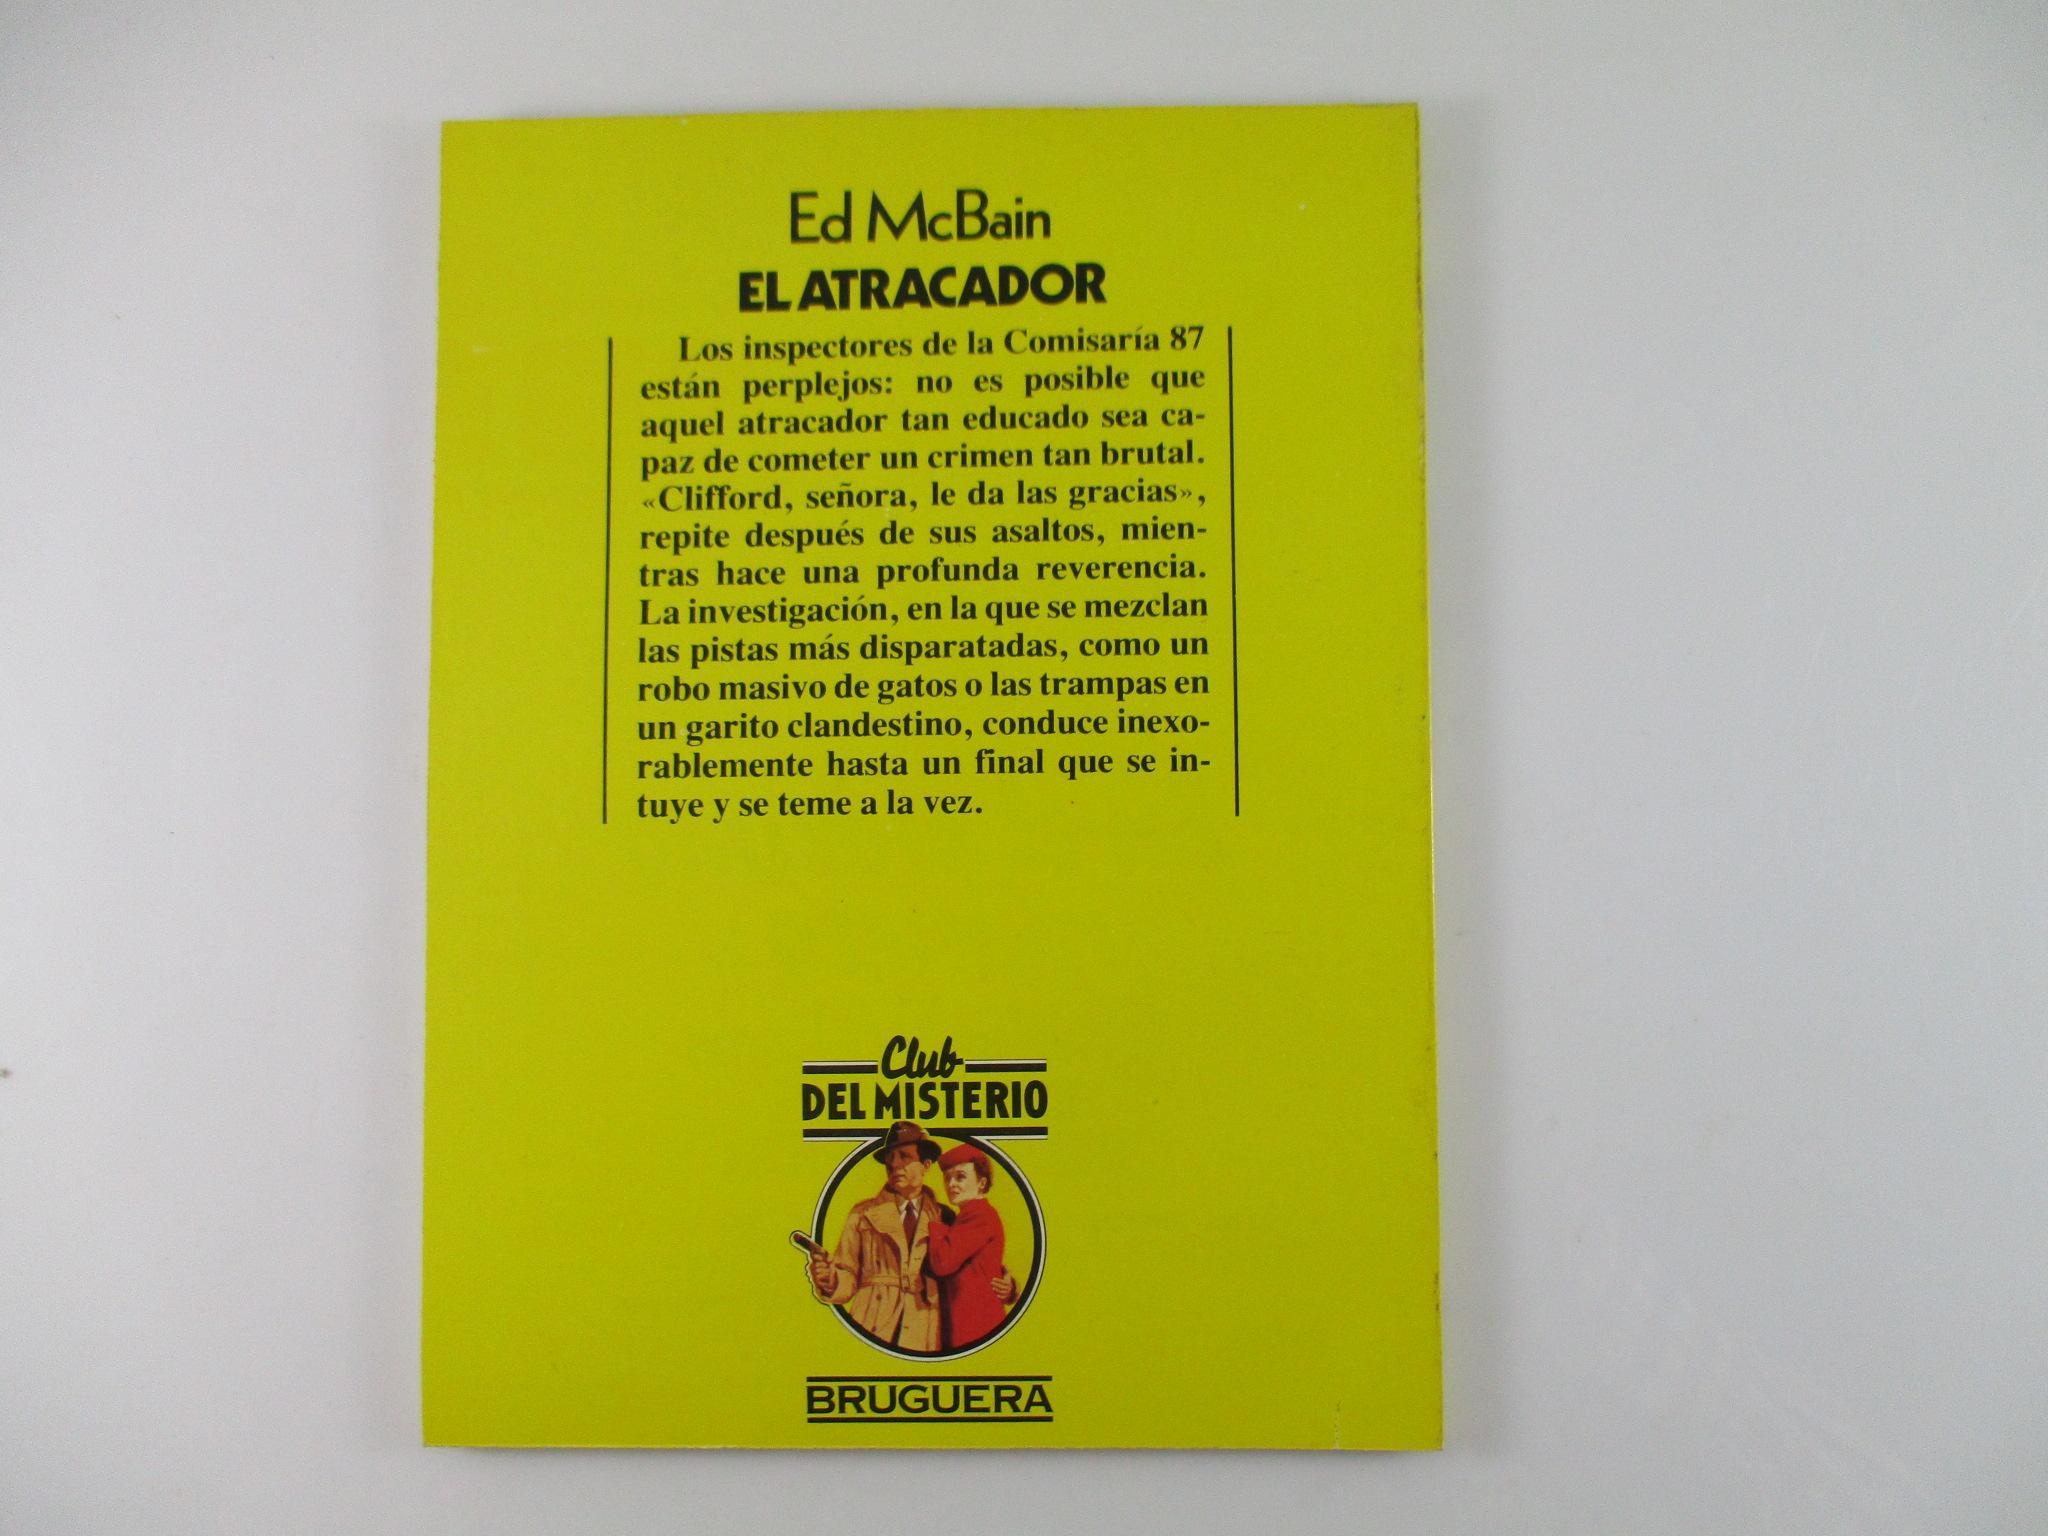 Ed McBain
EL ATRACADOR
Los inspectores de la Comisaría 87
están perplejos: no es posible que
aquel atracador tan educado sea ca-
paz de cometer un crimen tan brutal.
«Clifford, señora, le da las gracias»,
repite después de sus asaltos, mien-
tras hace una profunda reverencia.
La investigación, en la que se mezclan
las pistas más disparatadas, como un
robo masivo de gatos o las trampas en
un garito clandestino, conduce inexo-
rablemente hasta un final que se in-
tuye y se teme a la vez.
Club
DEL MISTERIO
BRUGUERA